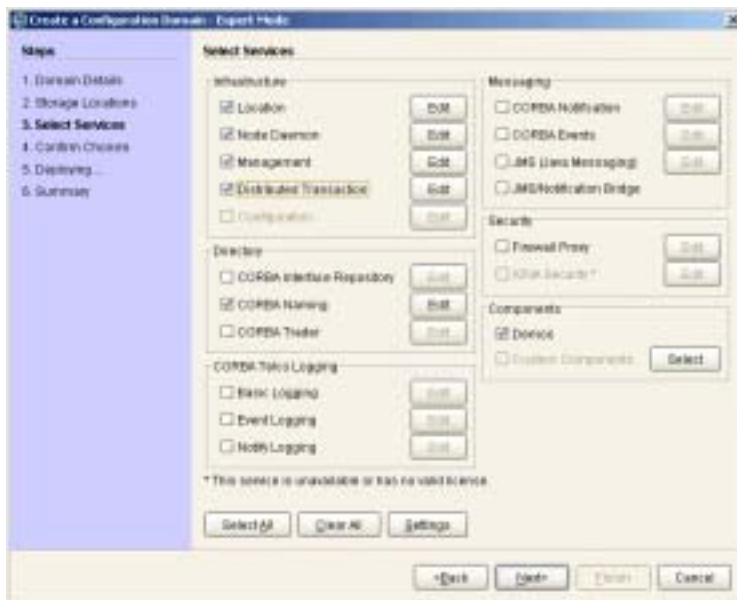 Create a Configuration Domain - Expert Mode
Steps
1. Domain Details
2. Storage Locations
3. Select Services
4. Confirm Choices
5. Deploying...
6. Summary
Select Services
Infrastructure
Location Edit
Node Daemon Edit
Management Edit
Distributed Transaction Edit
Configuration Edit
Directory
CORBA Interface Repository Edit
CORBA Naming Edit
CORBA Trader Edit
CORBA Telco Logging
Basic Logging Edit
Event Logging Edit
Notify Logging Edit
Messaging
CORBA Notification Edit
CORBA Events Edit
JMS (Java Messaging) Edit
JMS/Notification Bridge
Security
Firewall Proxy Edit
Security * Edit
Components
Demos
Custom Components Select
* This service is unavailable or has no valid license.
Select All Clear All Settings
<Back Next> Finish Cancel